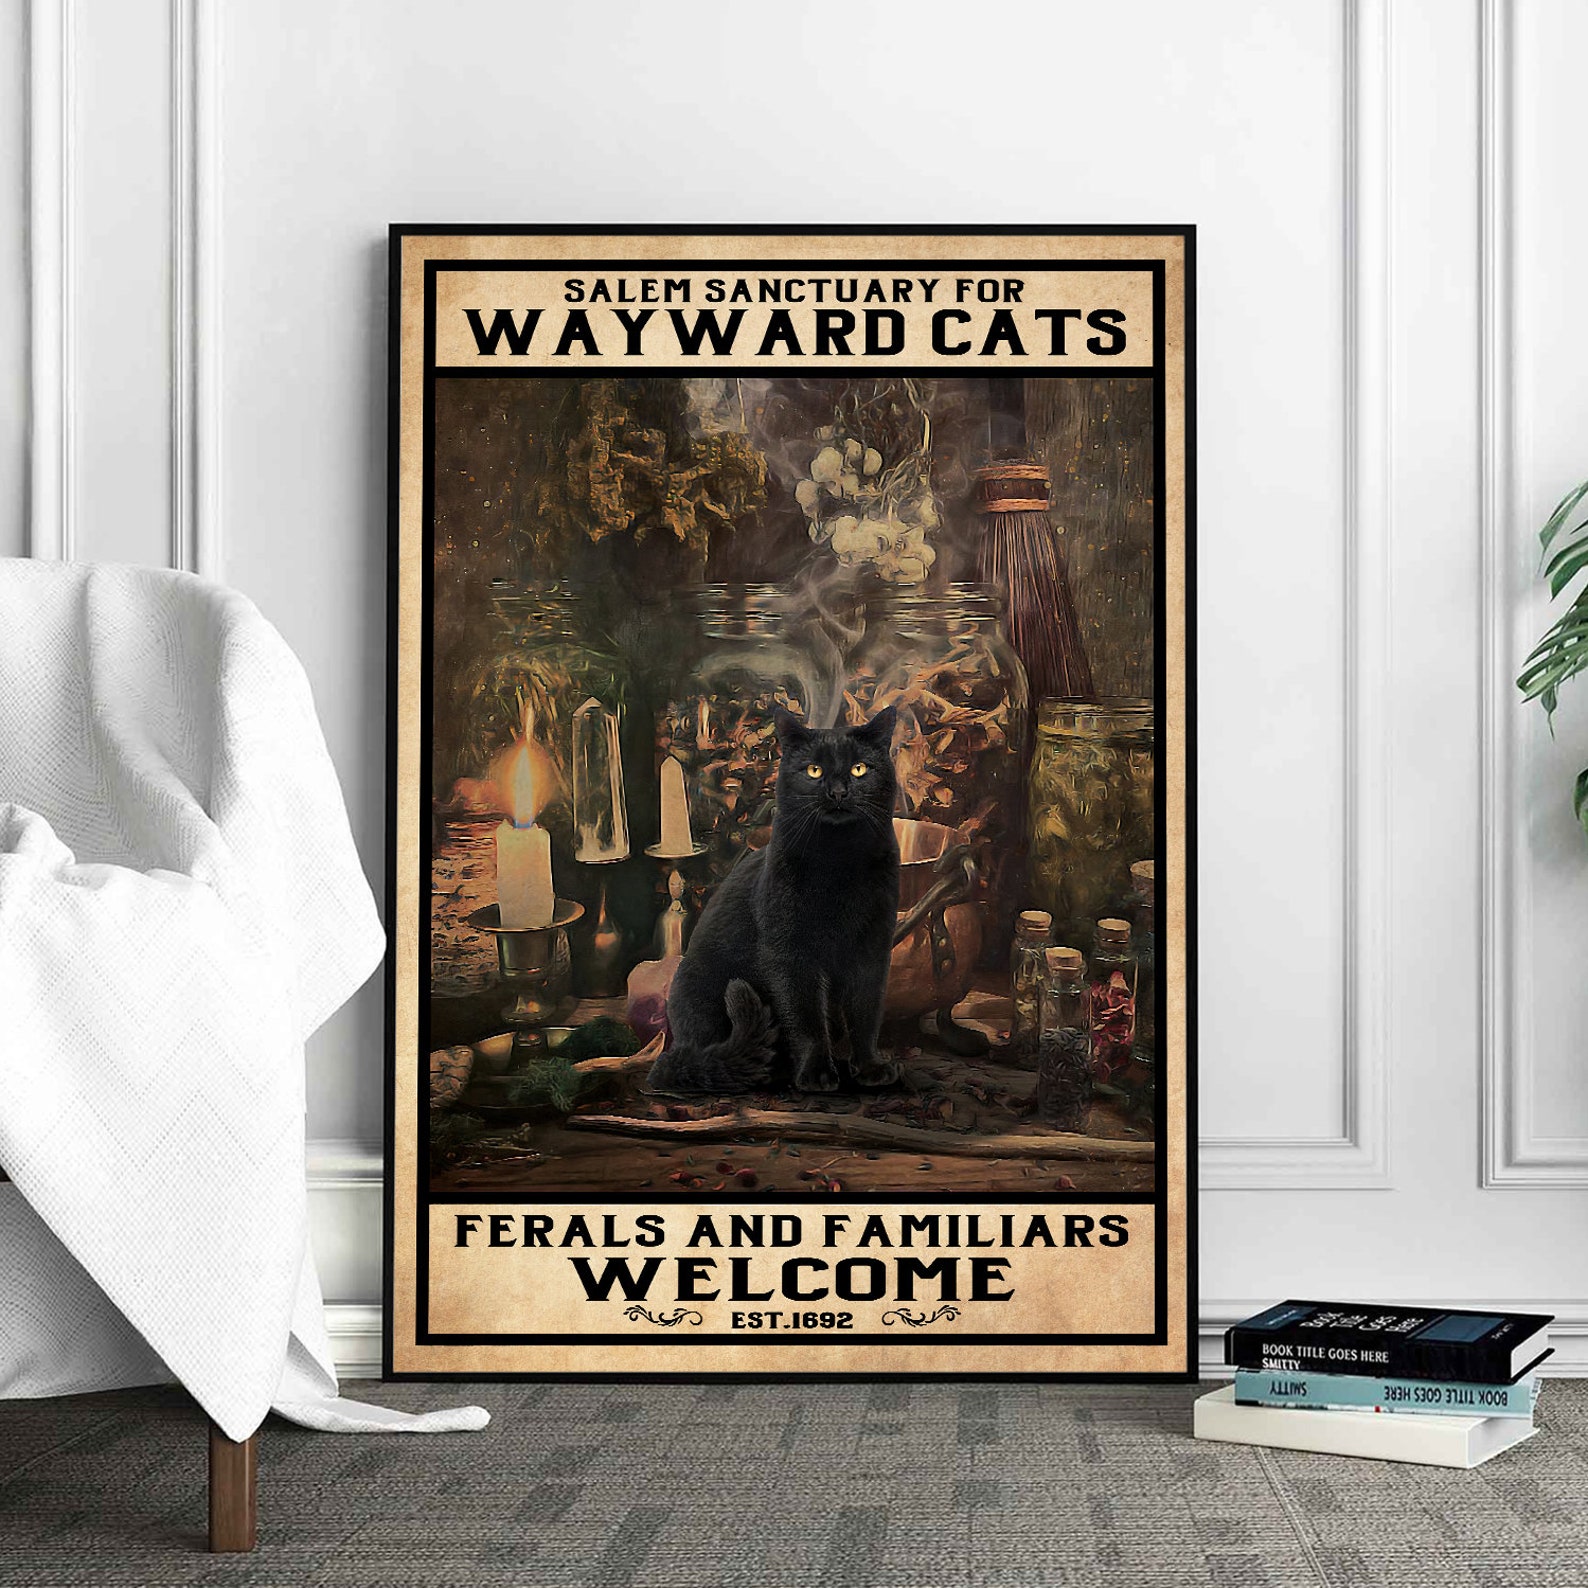 SALEM SANCTUARY FOR
WAYWARD CATS
FERALS AND FAMILIARS
WELCOME
EST.1692
BOOK TITLE GOES HERE
SMITTY
SMITTY
BOOK TITLE GOES HERE